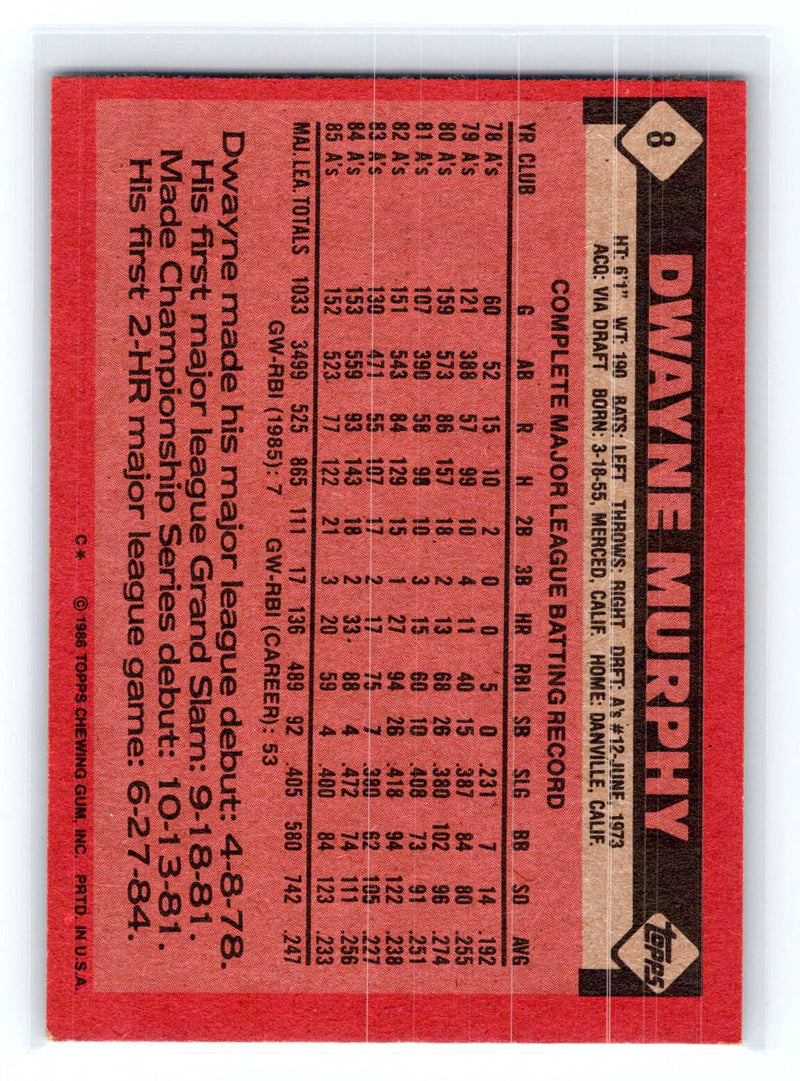 8
DWAYNE MURPHY
topps
HT: 6'1" WT: 190 BATS: LEFT THROWS: RIGHT DRFT: A's #12-JUNE, 1973
ACQ: VIA DRAFT BORN: 3-18-55, MERCED, CALIF. HOME: DANVILLE, CALIF.
COMPLETE MAJOR LEAGUE BATTING RECORD
YR CLUB G AB R H 2B 3B HR RBI SB SLG BB SO AVG
78 A's 60 52 15 10 2 0 0 5 0 .231 7 14 .192
79 A's 121 388 57 99 10 4 11 40 15 .387 84 80 .255
80 A's 159 573 86 157 18 2 13 68 26 .380 102 96 .274
81 A's 107 390 58 98 10 3 15 60 10 .408 73 91 .251
82 A's 151 543 84 129 15 1 27 94 26 .418 94 122 .238
83 A's 130 471 55 107 17 2 17 75 7 .380 62 105 .227
84 A's 153 559 93 143 18 2 33 88 4 .472 74 111 .256
85 A's 152 523 77 122 21 3 20 59 4 .400 84 123 .233
MAJ. LEA. TOTALS 1033 3499 525 865 111 17 136 489 92 .405 580 742 .247
GW-RBI (1985): 7 GW-RBI (CAREER): 53
Dwayne made his major league debut: 4-8-78.
His first major league Grand Slam: 9-18-81.
Made Championship Series debut: 10-13-81.
His first 2-HR major league game: 6-27-84.
C* © 1986 TOPPS CHEWING GUM, INC. PRTD. IN U.S.A.